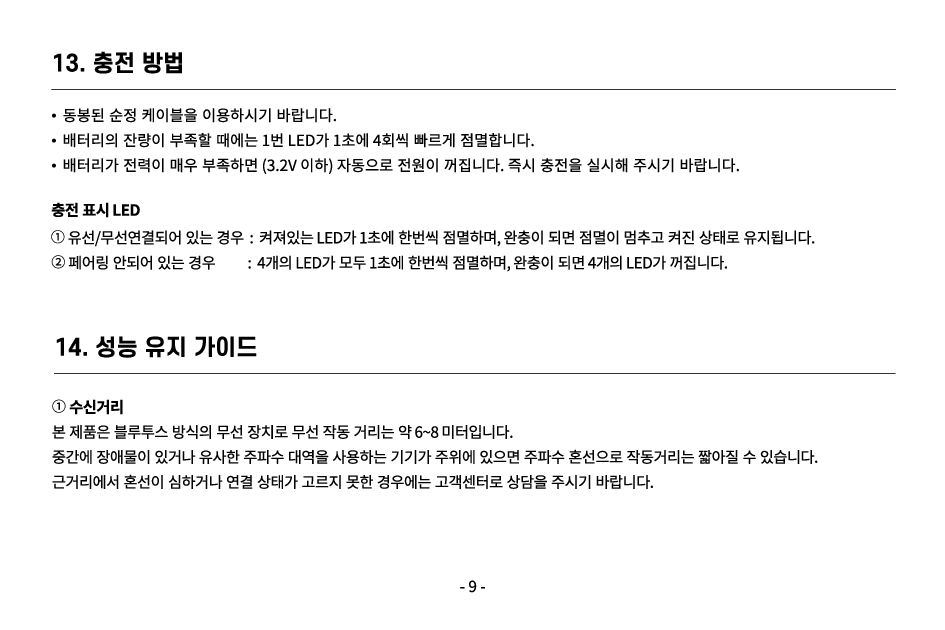 13. 충전 방법
• 동봉된 순정 케이블을 이용하시기 바랍니다.
• 배터리의 잔량이 부족할 때에는 1번 LED가 1초에 4회씩 빠르게 점멸합니다.
• 배터리가 전력이 매우 부족하면 (3.2V 이하) 자동으로 전원이 꺼집니다. 즉시 충전을 실시해 주시기 바랍니다.
충전 표시 LED
① 유선/무선연결되어 있는 경우 : 켜져있는 LED가 1초에 한번씩 점멸하며, 완충이 되면 점멸이 멈추고 켜진 상태로 유지됩니다.
② 페어링 안되어 있는 경우 : 4개의 LED가 모두 1초에 한번씩 점멸하며, 완충이 되면 4개의 LED가 꺼집니다.
14. 성능 유지 가이드
① 수신거리
본 제품은 블루투스 방식의 무선 장치로 무선 작동 거리는 약 6~8 미터입니다.
중간에 장애물이 있거나 유사한 주파수 대역을 사용하는 기기가 주위에 있으면 주파수 혼선으로 작동거리는 짧아질 수 있습니다.
근거리에서 혼선이 심하거나 연결 상태가 고르지 못한 경우에는 고객센터로 상담을 주시기 바랍니다.
- 9 -